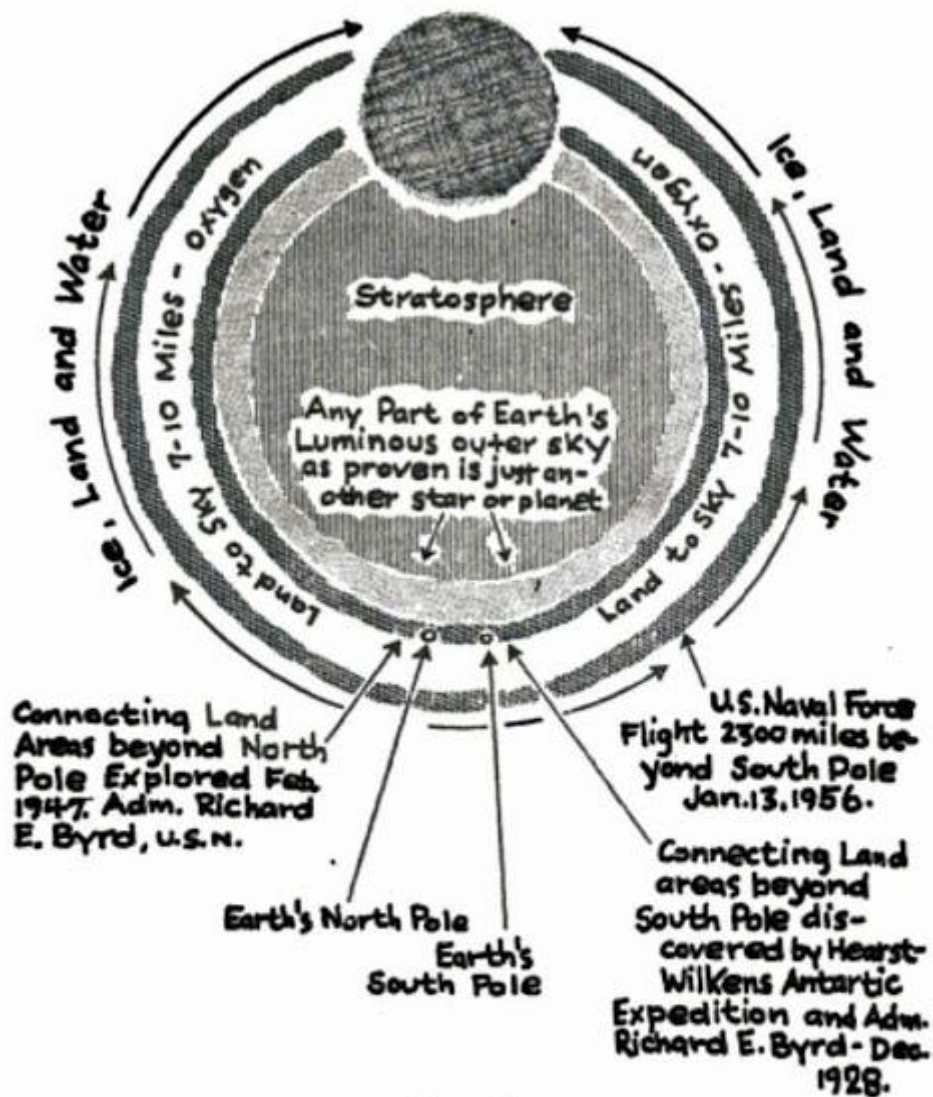 Ice, Land and Water
Ice, Land and Water
Land to Sky 7-10 Miles - Oxygen
Land to Sky 7-10 Miles - Oxygen
Stratosphere
Any Part of Earth's
Luminous outer sky
as proven is just an-
other star or planet
Connecting Land
Areas beyond North
Pole Explored Feb.
1947. Adm. Richard
E. Byrd, U.S.N.
Earth's North Pole
Earth's
South Pole
U.S. Naval Force
Flight 2300 miles be
yond South Pole
Jan. 13. 1956.
Connecting Land
areas beyond
South Pole dis-
covered by Hearst-
Wilkens Antartic
Expedition and Adm.
Richard E. Byrd - Dec.
1928.